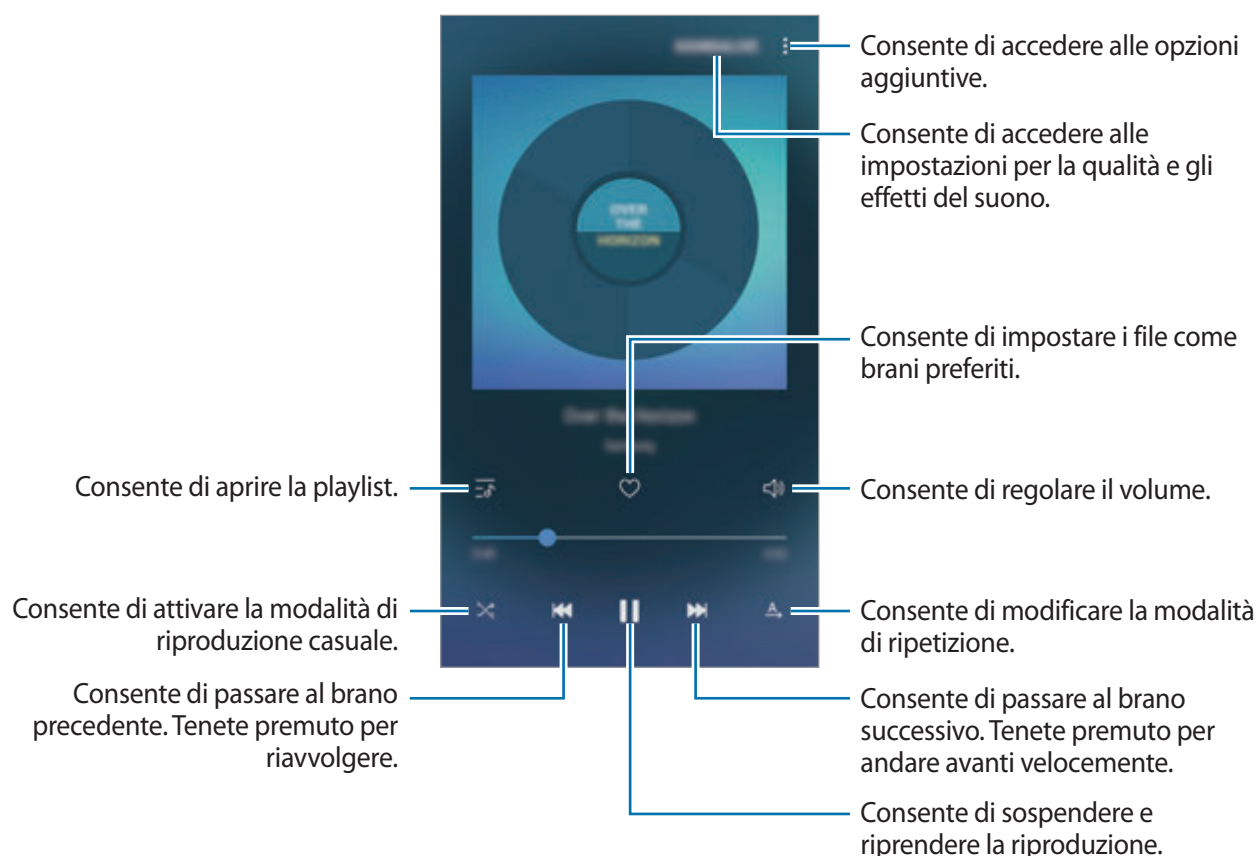 Consente di accedere alle opzioni
aggiuntive.
Consente di accedere alle
impostazioni per la qualità e gli
effetti del suono.
OVER
THE
HORIZON
Consente di impostare i file come
brani preferiti.
Over the Horizon
Consente di aprire la playlist.
Consente di regolare il volume.
Consente di attivare la modalità di
riproduzione casuale.
Consente di modificare la modalità
di ripetizione.
Consente di passare al brano
precedente. Tenete premuto per
riavvolgere.
Consente di passare al brano
successivo. Tenete premuto per
andare avanti velocemente.
Consente di sospendere e
riprendere la riproduzione.